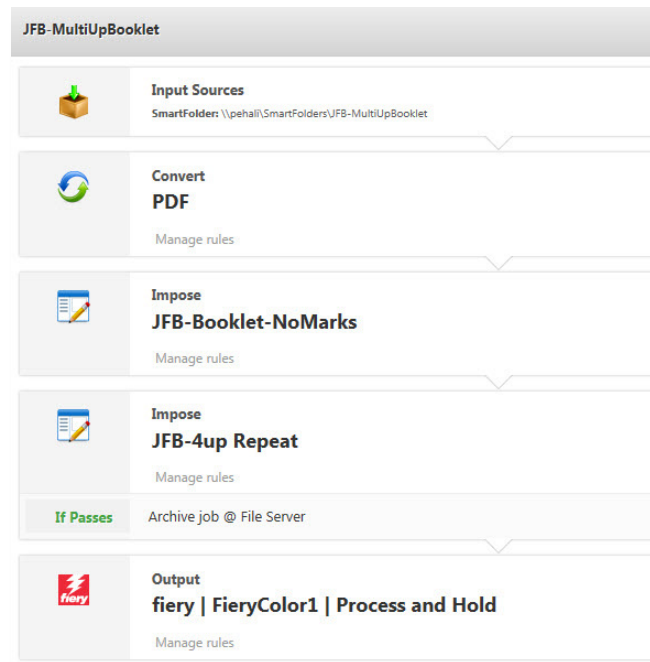 JFB-MultiUpBooklet
Input Sources
SmartFolder: \\pehali\SmartFolders\JFB-MultiUpBooklet
Convert
PDF
Manage rules
Impose
JFB-Booklet-NoMarks
Manage rules
Impose
JFB-4up Repeat
Manage rules
If Passes Archive job @ File Server
fiery
Output
fiery | FieryColor1 | Process and Hold
Manage rules